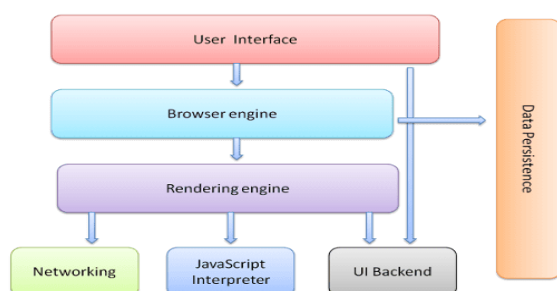 User Interface
Browser engine
Rendering engine
Data Persistence
Networking
JavaScript
Interpreter
UI Backend